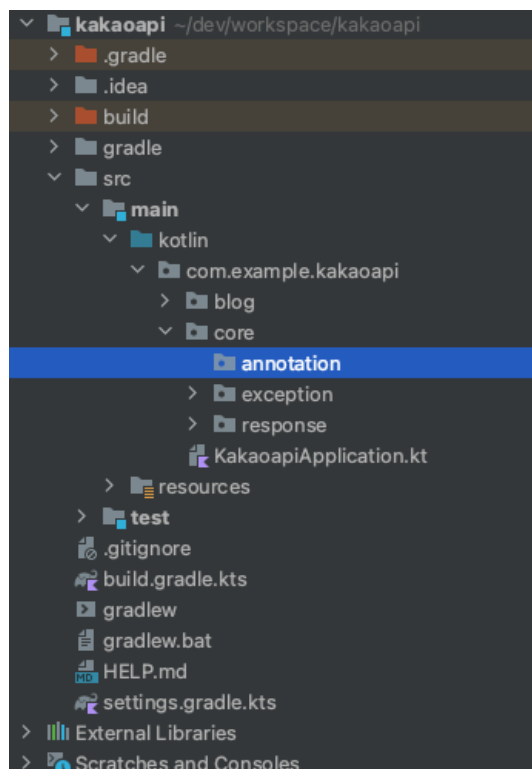 kakaoapi ~/dev/workspace/kakaoapi
.gradle
.idea
build
gradle
src
main
kotlin
com.example.kakaoapi
blog
core
annotation
exception
response
KakaoapiApplication.kt
resources
test
.gitignore
build.gradle.kts
gradlew
gradlew.bat
MD HELP.md
settings.gradle.kts
External Libraries
Scratches and Consoles